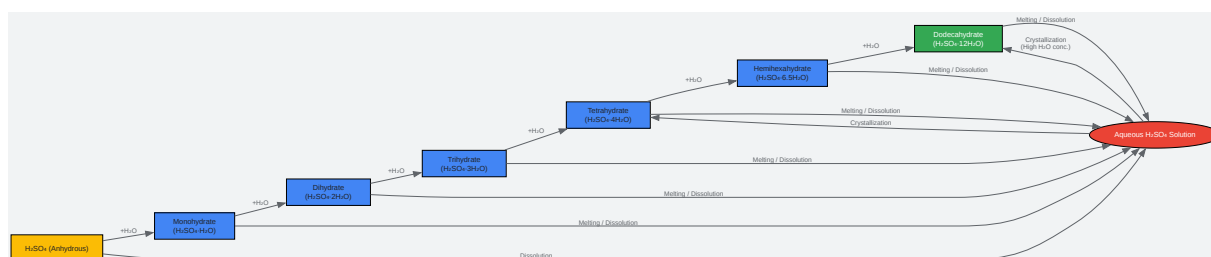 Melting / Dissolution
Dodecahydrate
(H₂SO₄·12H₂O)
Crystallization
(High H₂O conc.)
+H₂O
Hemihexahydrate
(H₂SO₄·6.5H₂O)
Melting / Dissolution
+H₂O
Tetrahydrate
(H₂SO₄·4H₂O)
Melting / Dissolution
Crystallization
Aqueous H₂SO₄ Solution
+H₂O
Trihydrate
(H₂SO₄·3H₂O)
Melting / Dissolution
+H₂O
Dihydrate
(H₂SO₄·2H₂O)
Melting / Dissolution
+H₂O
Monohydrate
(H₂SO₄·H₂O)
Melting / Dissolution
+H₂O
H₂SO₄ (Anhydrous)
Dissolution